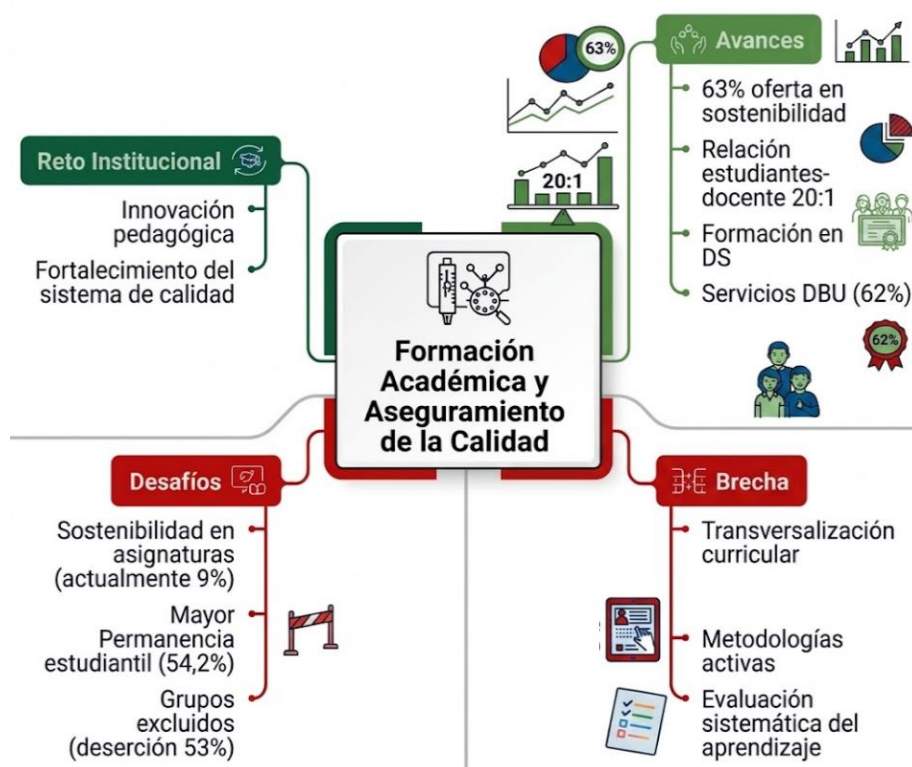 63%
20:1
Avances
63% oferta en
sostenibilidad
Relación
estudiantes-
docente 20:1
Formación en
DS
Servicios DBU (62%)
62%
Reto Institucional
Innovación
pedagógica
Fortalecimiento del
sistema de calidad
Formación
Académica y
Aseguramiento
de la Calidad
Desafíos
Sostenibilidad en
asignaturas
(actualmente 9%)
Mayor
Permanencia
estudiantil (54,2%)
Grupos
excluidos
(deserción 53%)
Brecha
Transversalización
curricular
Metodologías
activas
Evaluación
sistemática del
aprendizaje